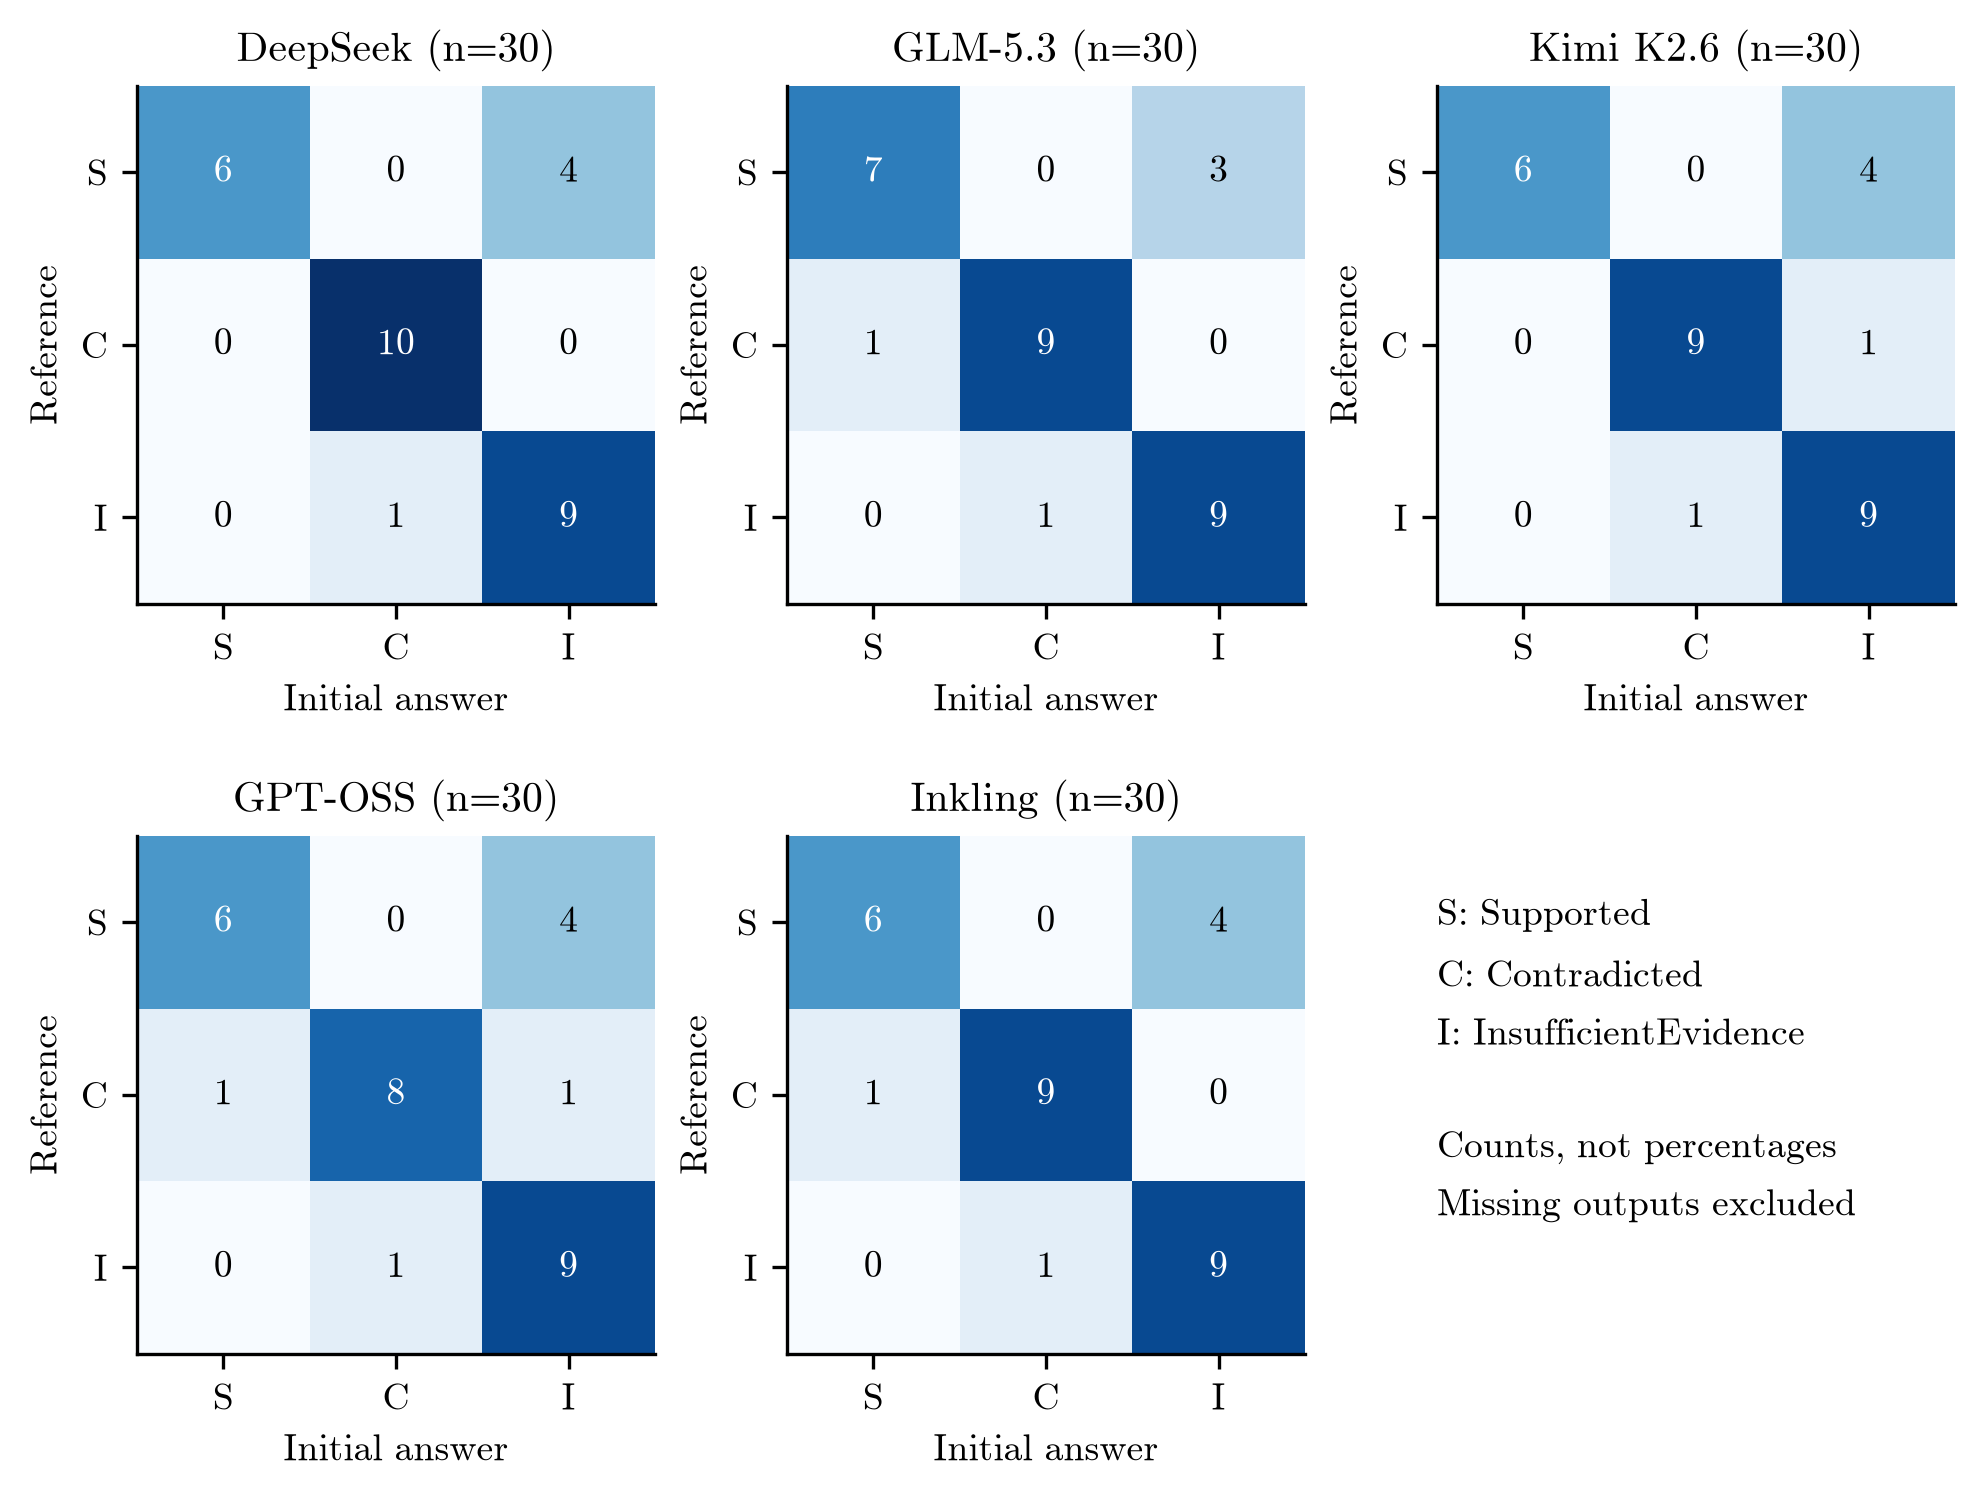 DeepSeek (n=30)
GLM-5.3 (n=30)
Kimi K2.6 (n=30)
Reference
S
6 0 4
C
0 10 0
I
0 1 9
S C I
Initial answer
Reference
S
7 0 3
C
1 9 0
I
0 1 9
S C I
Initial answer
Reference
S
6 0 4
C
0 9 1
I
0 1 9
S C I
Initial answer
GPT-OSS (n=30)
Reference
S
6 0 4
C
1 8 1
I
0 1 9
S C I
Initial answer
Inkling (n=30)
Reference
S
6 0 4
C
1 9 0
I
0 1 9
S C I
Initial answer
S: Supported
C: Contradicted
I: InsufficientEvidence
Counts, not percentages
Missing outputs excluded